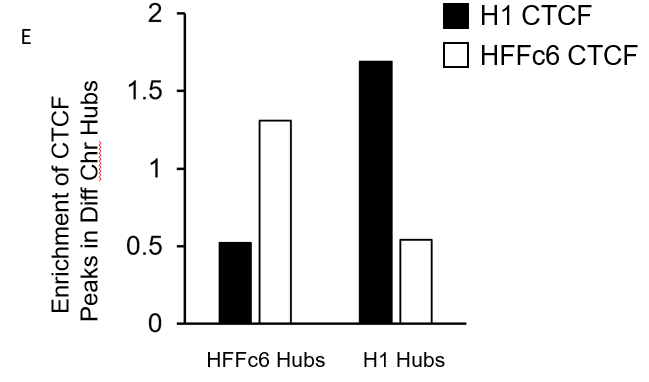 E
Enrichment of CTCF
Peaks in Diff Chr Hubs
2
1.5
1
0.5
0
HFFc6 Hubs
H1 Hubs
H1 CTCF
HFFc6 CTCF